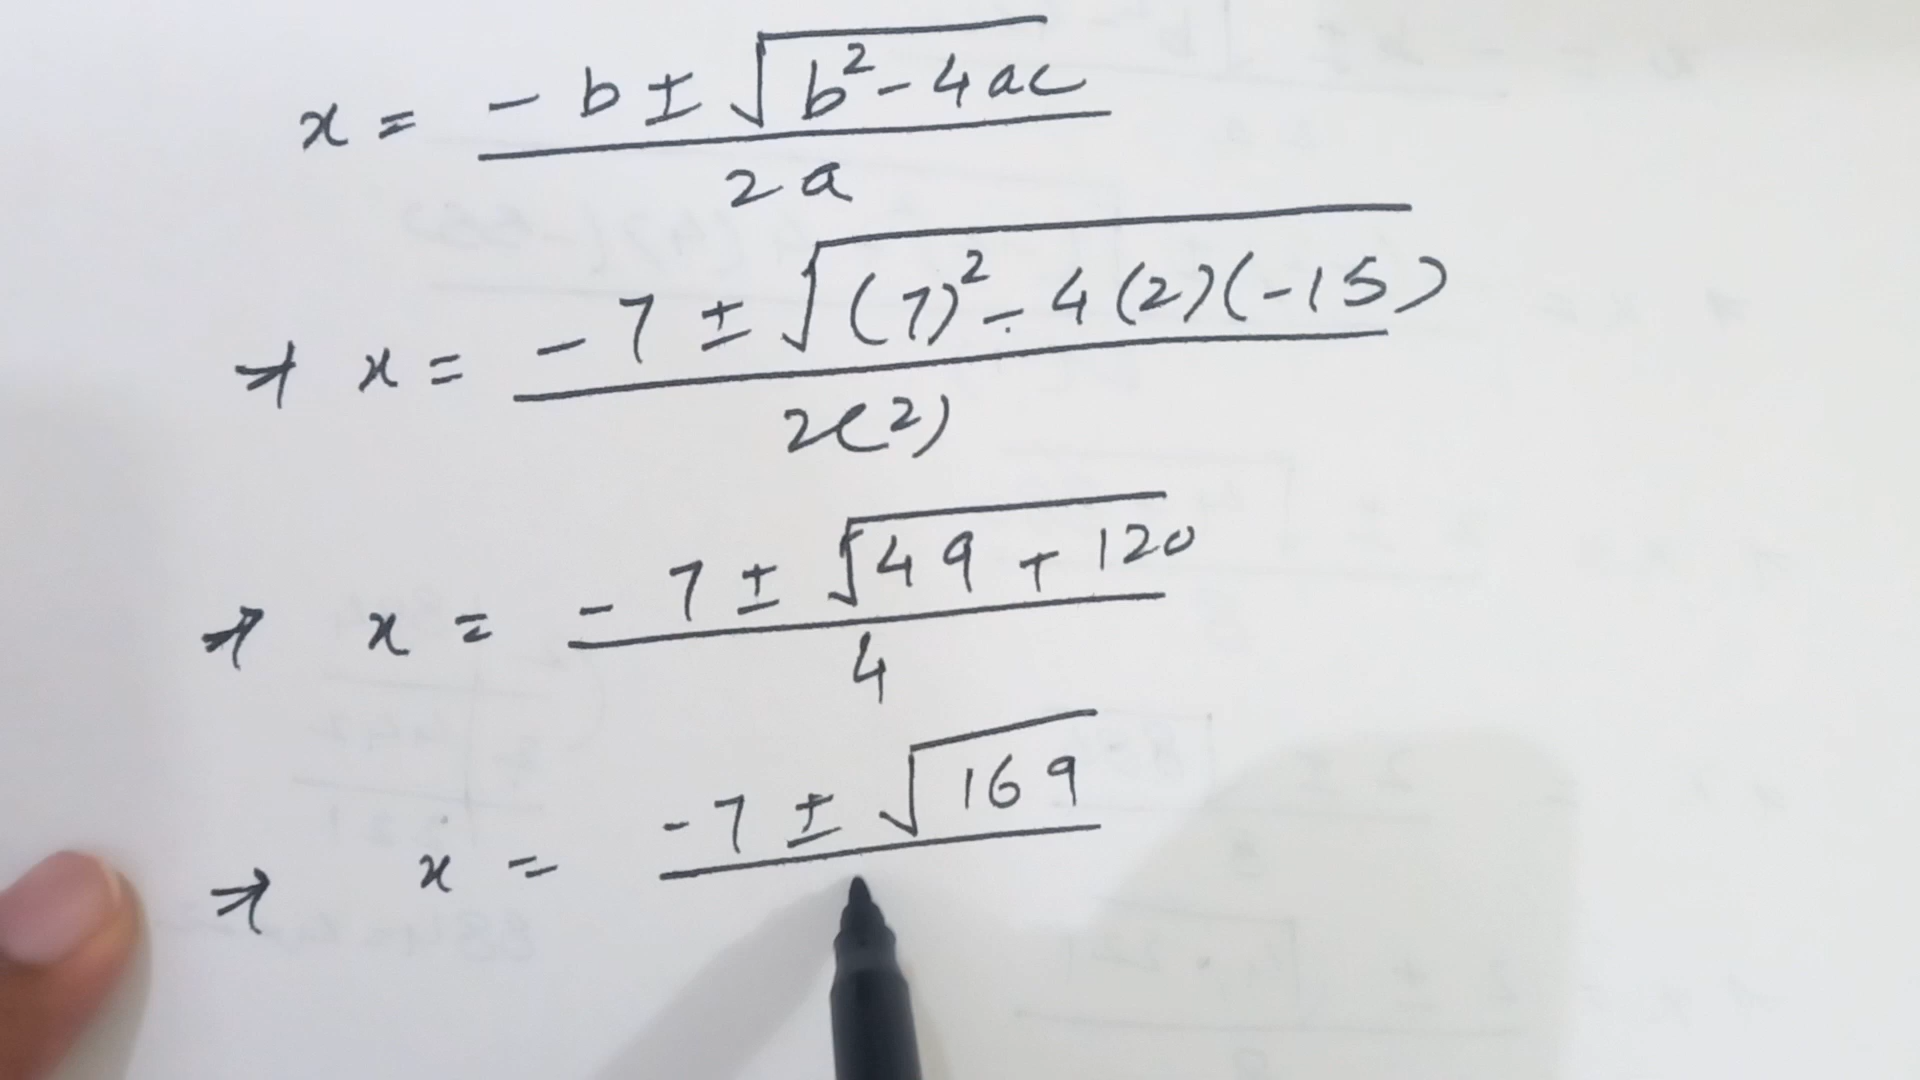 x = (-b ± √(b² - 4ac)) / 2a
⇒ x = (-7 ± √((7)² - 4(2)(-15))) / 2(2)
⇒ x = (-7 ± √(49 + 120)) / 4
⇒ x = (-7 ± √169) /